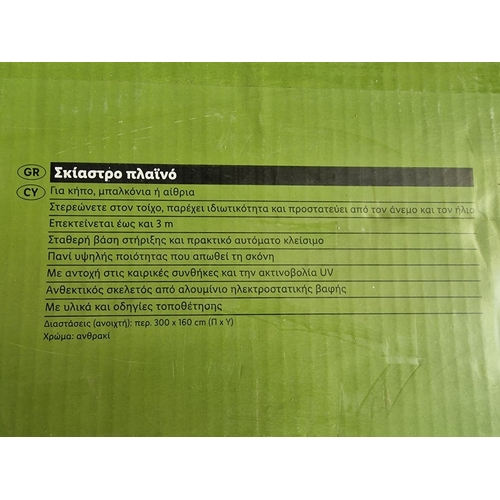 GR Σκίαστρο πλαϊνό
CY Για κήπο, μπαλκόνια ή αίθρια
Στερεώνετε στον τοίχο, παρέχει ιδιωτικότητα και προστατεύει από τον άνεμο και τον ήλιο
Επεκτείνεται έως και 3 m
Σταθερή βάση στήριξης και πρακτικό αυτόματο κλείσιμο
Πανί υψηλής ποιότητας που απωθεί τη σκόνη
Με αντοχή στις καιρικές συνθήκες και την ακτινοβολία UV
Ανθεκτικός σκελετός από αλουμίνιο ηλεκτροστατικής βαφής
Με υλικά και οδηγίες τοποθέτησης
Διαστάσεις (ανοιχτή): περ. 300 x 160 cm (Π x Υ)
Χρώμα: ανθρακί